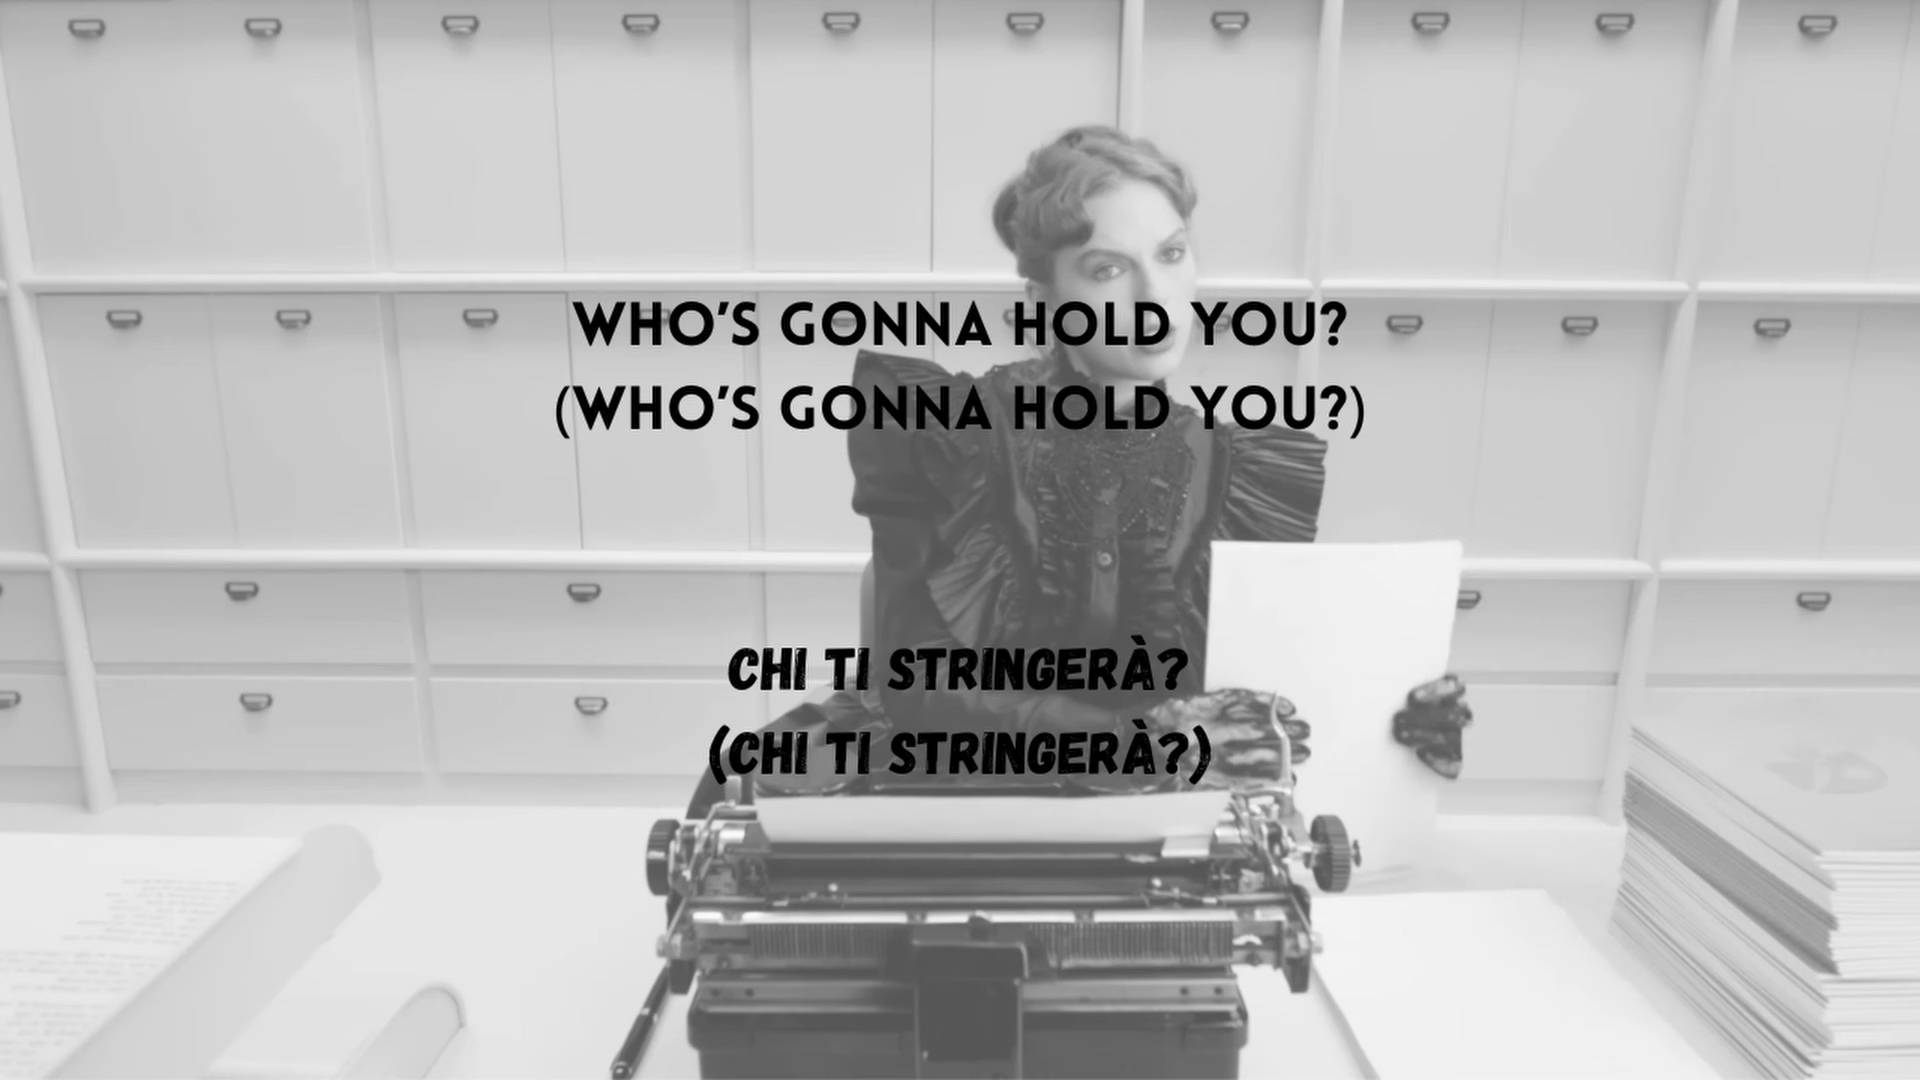 WHO'S GONNA HOLD YOU?
(WHO'S GONNA HOLD YOU?)
CHI TI STRINGERÀ?
(CHI TI STRINGERÀ?)